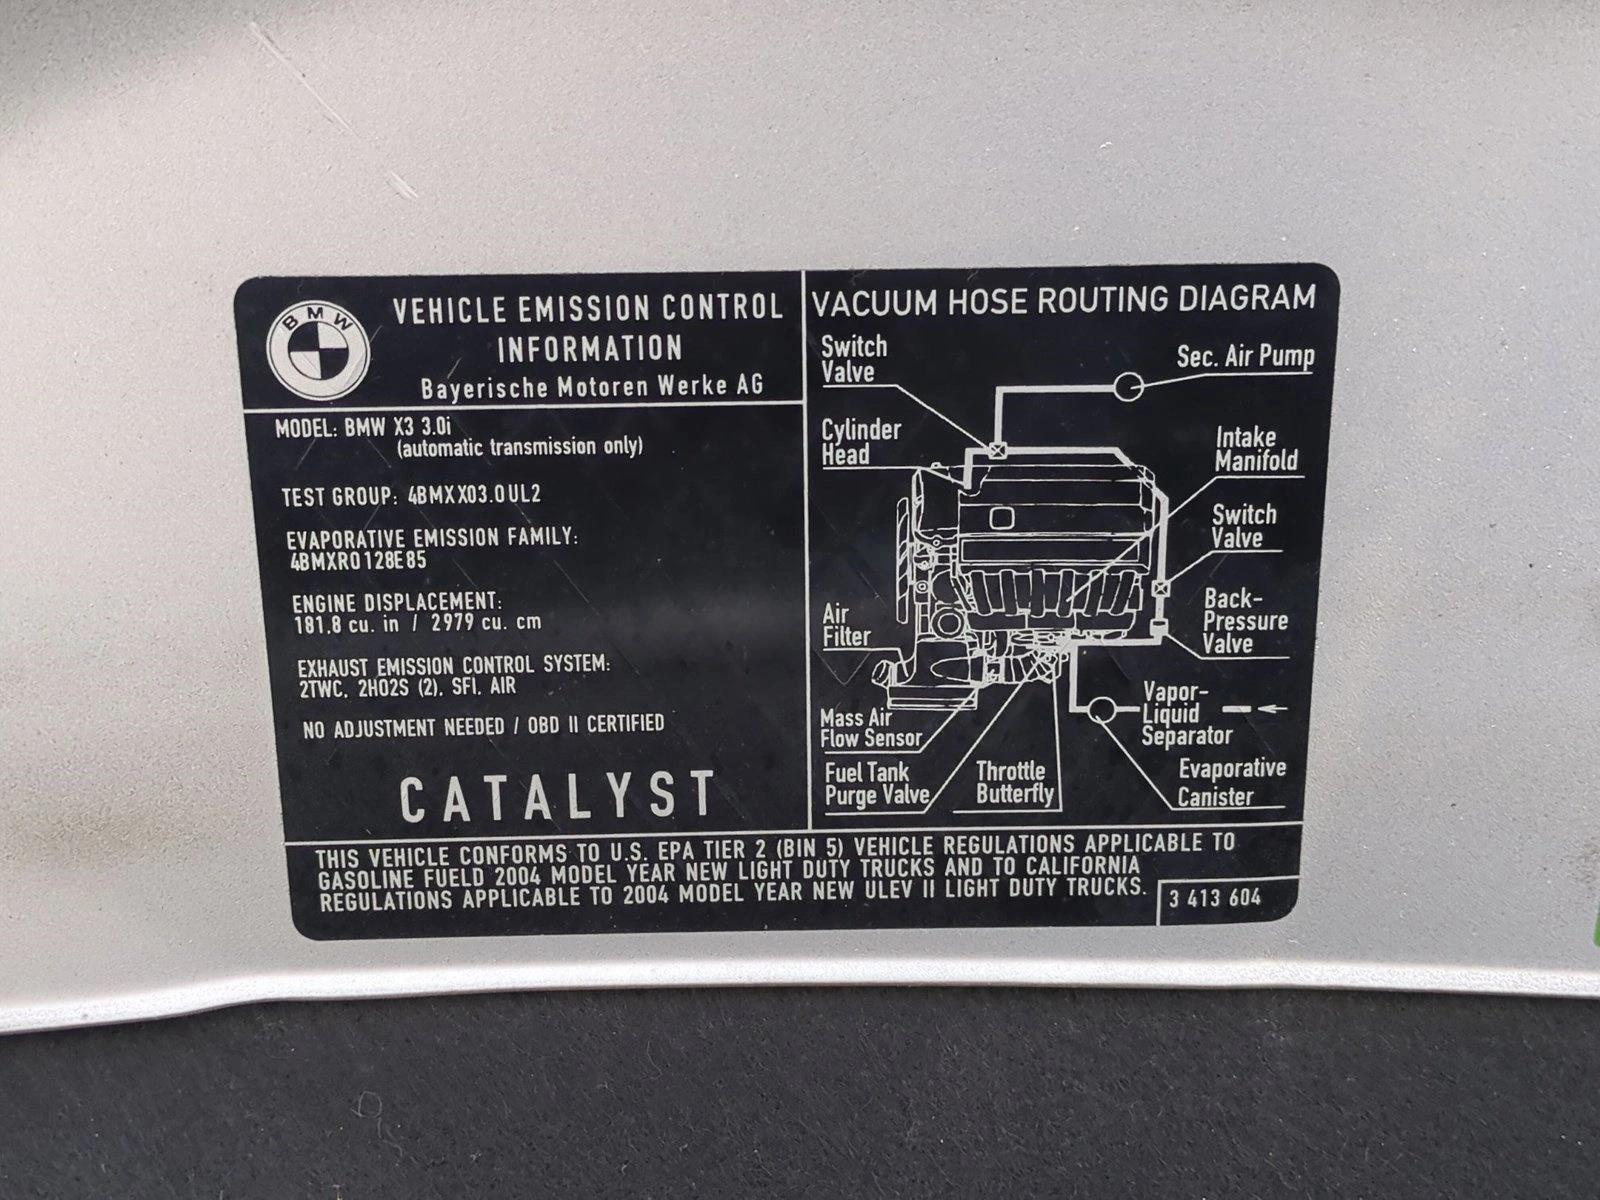 BMW
VEHICLE EMISSION CONTROL
INFORMATION
Bayerische Motoren Werke AG
MODEL: BMW X3 3.0i
(automatic transmission only)
TEST GROUP: 4BMXX03.0UL2
EVAPORATIVE EMISSION FAMILY:
4BMXR0128E85
ENGINE DISPLACEMENT:
181,8 cu. in / 2979 cu. cm
EXHAUST EMISSION CONTROL SYSTEM:
2TWC, 2HO2S (2), SFI, AIR
NO ADJUSTMENT NEEDED / OBD II CERTIFIED
CATALYST
VACUUM HOSE ROUTING DIAGRAM
Switch
Valve
Sec. Air Pump
Cylinder
Head
Intake
Manifold
Switch
Valve
Air
Filter
Back-
Pressure
Valve
Mass Air
Flow Sensor
Vapor-
Liquid
Separator
Fuel Tank
Purge Valve
Throttle
Butterfly
Evaporative
Canister
THIS VEHICLE CONFORMS TO U.S. EPA TIER 2 (BIN 5) VEHICLE REGULATIONS APPLICABLE TO
GASOLINE FUELD 2004 MODEL YEAR NEW LIGHT DUTY TRUCKS AND TO CALIFORNIA
REGULATIONS APPLICABLE TO 2004 MODEL YEAR NEW ULEV II LIGHT DUTY TRUCKS.
3 413 604